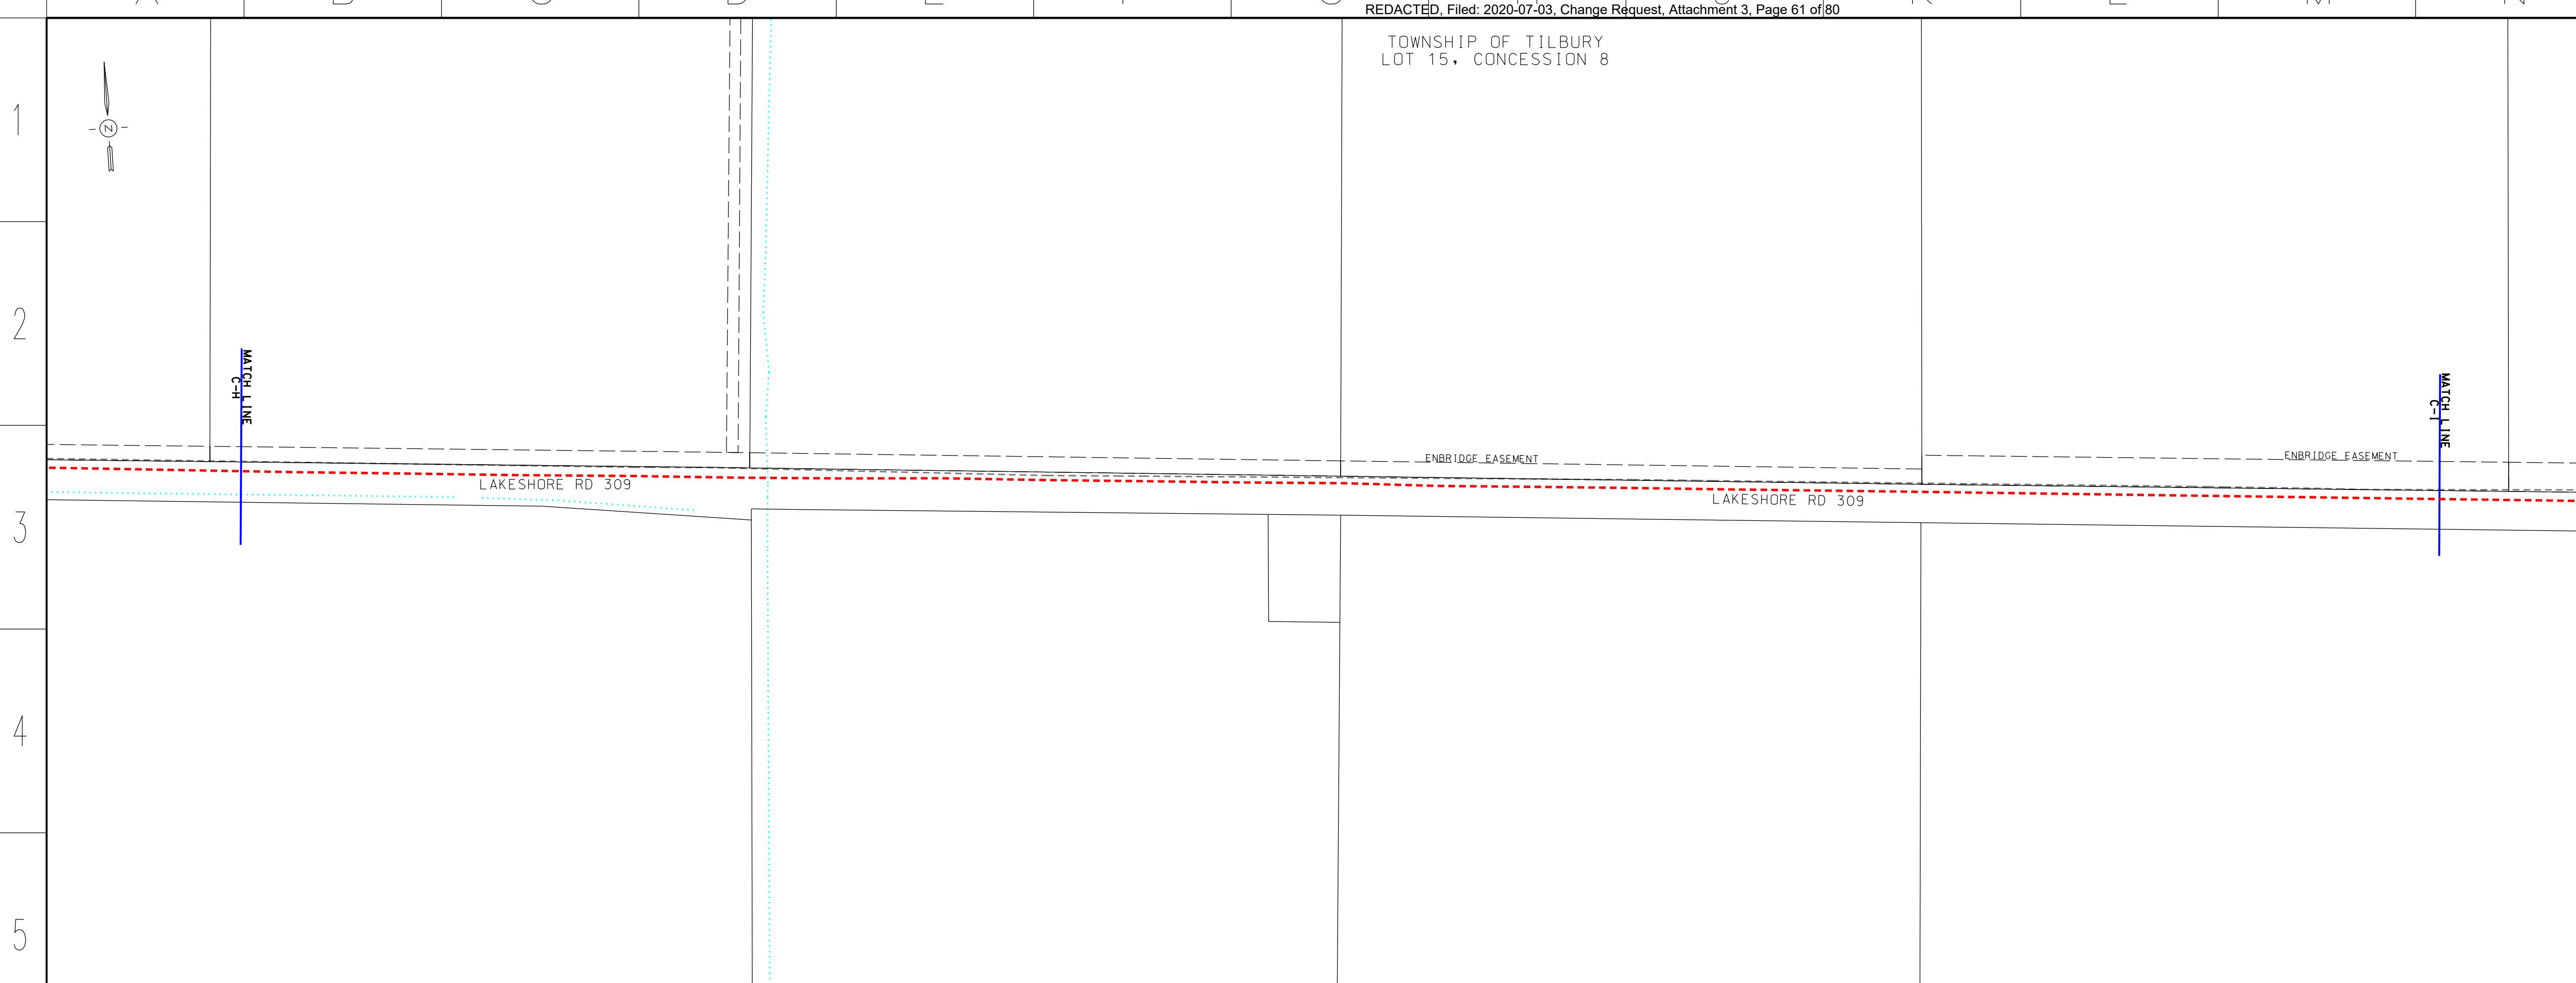 REDACTED, Filed: 2020-07-03, Change Request, Attachment 3, Page 61 of 80
TOWNSHIP OF TILBURY
LOT 15, CONCESSION 8
1
N
2
MATCH LINE
C-H
MATCH LINE
C-I
ENBRIDGE EASEMENT
ENBRIDGE EASEMENT
LAKESHORE RD 309
LAKESHORE RD 309
3
4
5